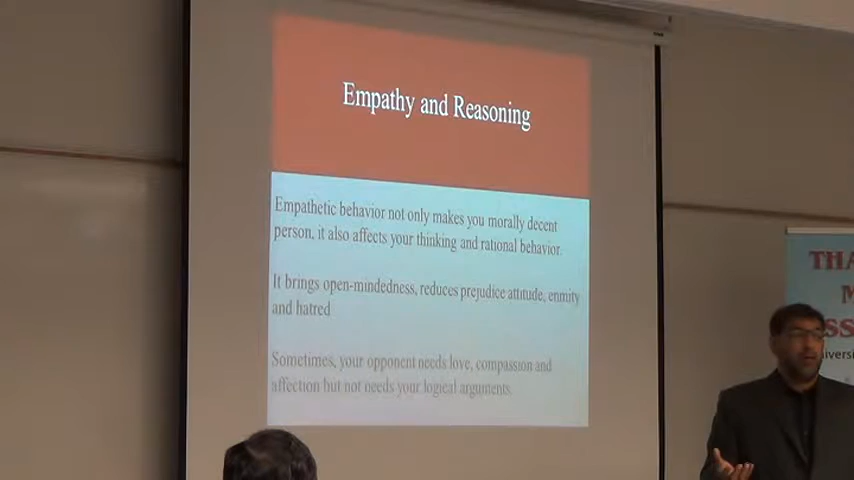 Empathy and Reasoning
Empathetic behavior not only makes you morally decent
person, it also affects your thinking and rational behavior.
It brings open-mindedness, reduces prejudice attitude, enmity
and hatred
Sometimes, your opponent needs love, compassion and
affection but not needs your logical arguments.
THA
M
SS
iversi